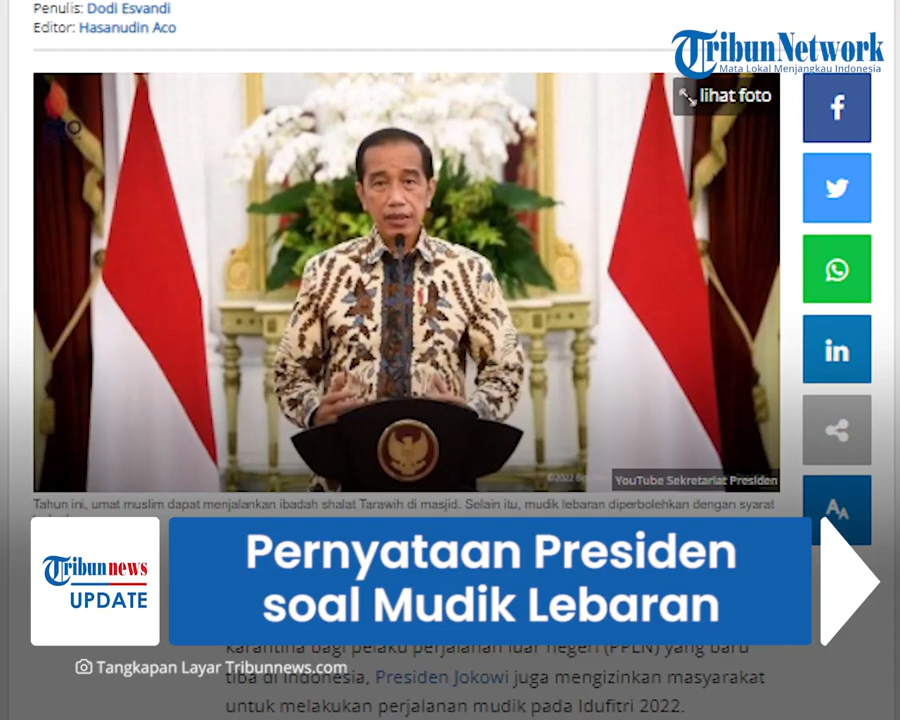 Penulis: Dodi Esvandi
Editor: Hasanudin Aco
TribunNetwork
Mata Lokal Menjangkau Indonesia
lihat foto
YouTube Sekretariat Presiden
Tahun ini, umat muslim dapat menjalankan ibadah shalat Tarawih di masjid. Selain itu, mudik lebaran diperbolehkan dengan syarat
Tribunnews
UPDATE
Pernyataan Presiden
soal Mudik Lebaran
karantina bagi pelaku perjalanan luar negeri (PPLN) yang baru
Tangkapan Layar Tribunnews.com
tiba di Indonesia, Presiden Jokowi juga mengizinkan masyarakat
untuk melakukan perjalanan mudik pada Idufitri 2022.